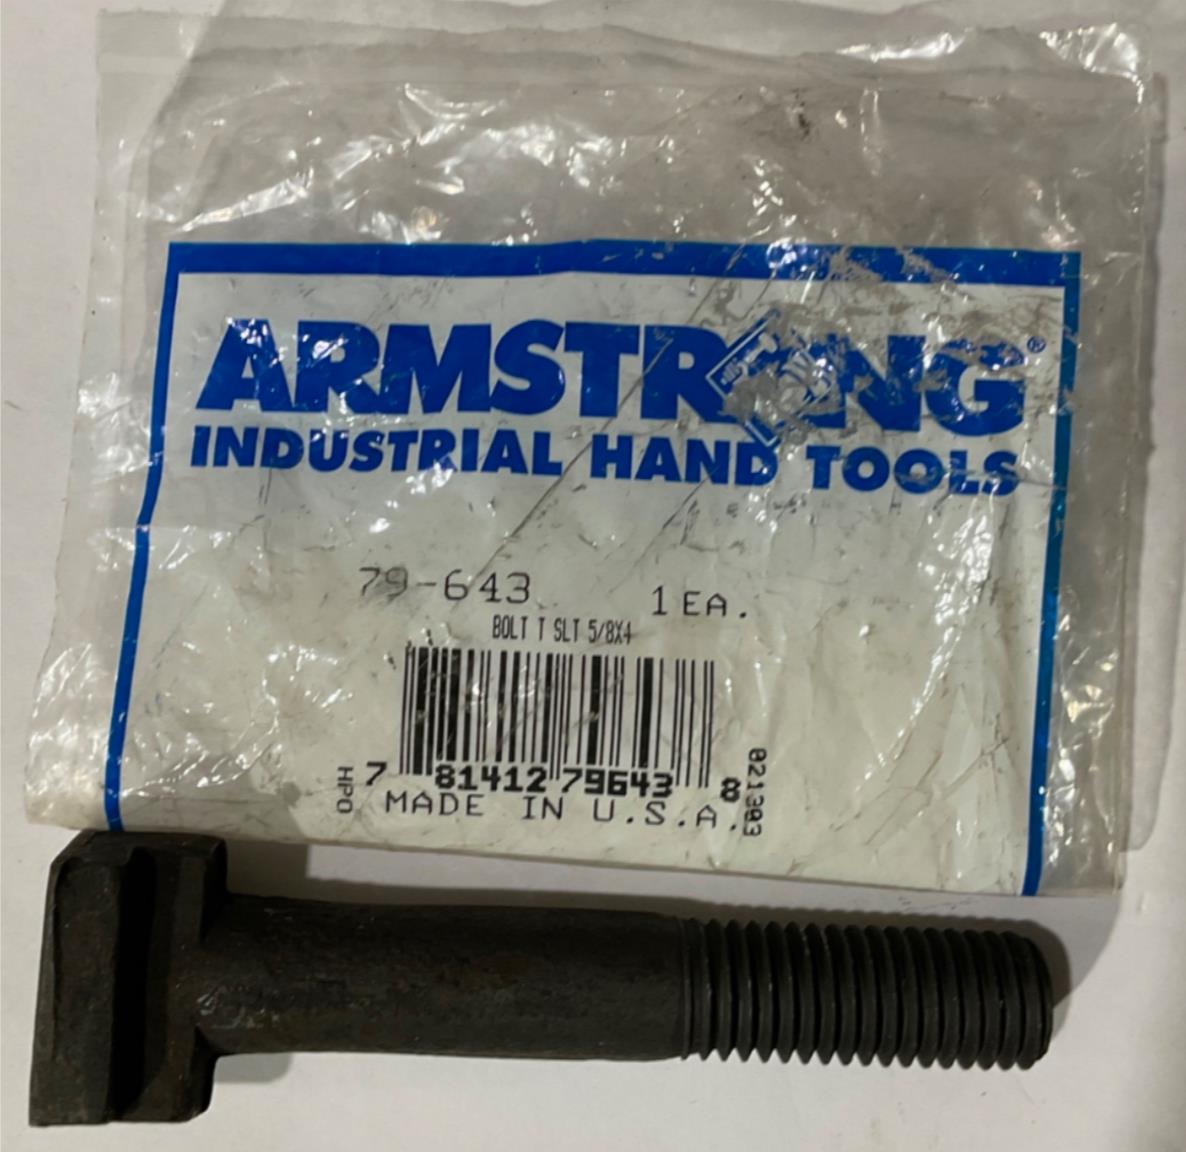 ARMSTRONG®
INDUSTRIAL HAND TOOLS
79-643 1 EA.
BOLT T SLT 5/8X4
7 81412 79643 8
HPO
021303
MADE IN U.S.A.